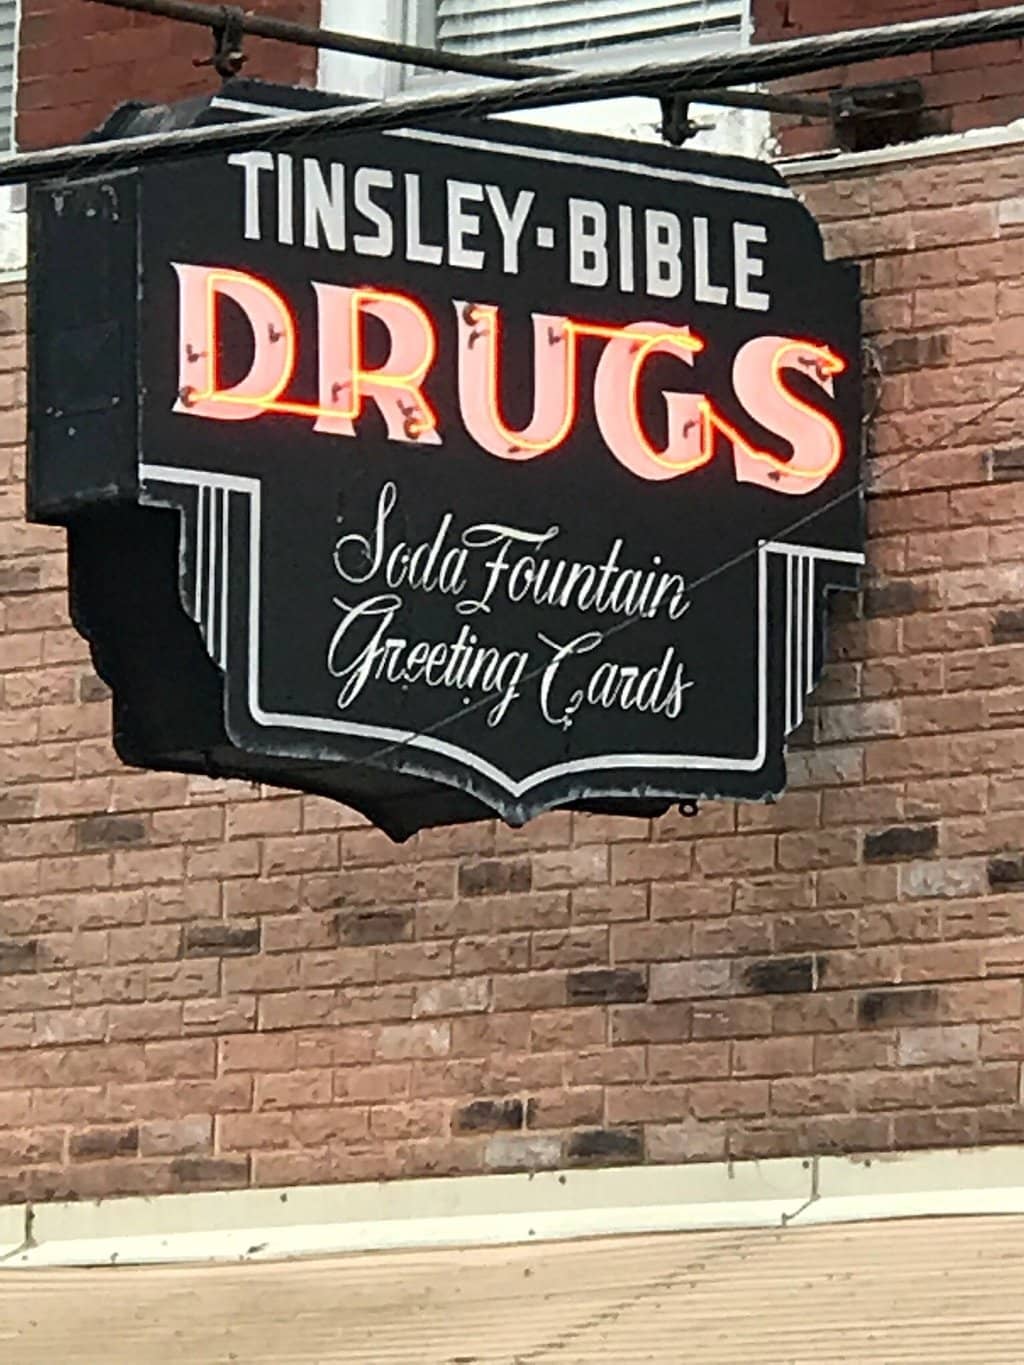 TINSLEY-BIBLE
DRUGS
Soda Fountain
Greeting Cards